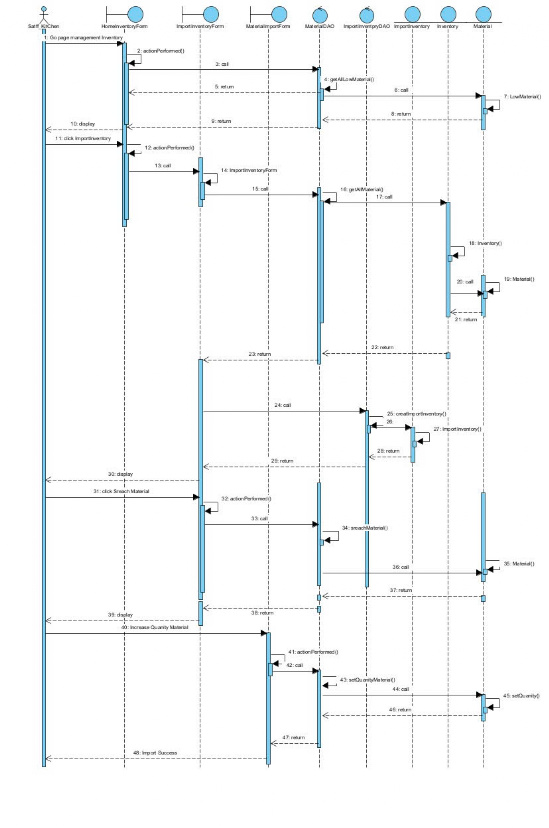 Satff_KitChen HomeInventoryForm ImportInventoryForm MaterialImportForm MaterialDAO ImportInventoryDAO ImportInventory Inventory Material
1: Go page management Inventory
2: actionPerformed()
3: call
4: getAllLowMaterial()
5: return
6: call
7: LowMaterial()
8: return
9: return
10: display
11: click ImportInventory
12: actionPerformed()
13: call
14: ImportInventoryForm
15: call
16: getAllMaterial()
17: call
18: Inventory()
19: Material()
20: call
21: return
22: return
23: return
24: call
25: creatImportInventory()
26:
27: ImportInventory()
28: return
29: return
30: display
31: click Sreach Material
32: actionPerformed()
33: call
34: sreachMaterial()
35: Material()
36: call
37: return
38: return
39: display
40: Increase Quanity Material
41: actionPerformed()
42: call
43: setQuanityMaterial()
44: call
45: setQuanity()
46: return
47: return
48: Import Success